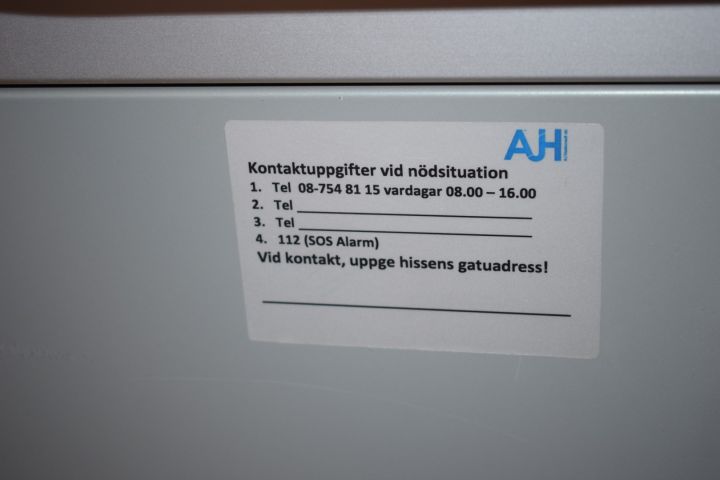 AJH
Kontaktuppgifter vid nödsituation
1. Tel 08-754 81 15 vardagar 08.00 – 16.00
2. Tel
3. Tel
4. 112 (SOS Alarm)
Vid kontakt, uppge hissens gatuadress!